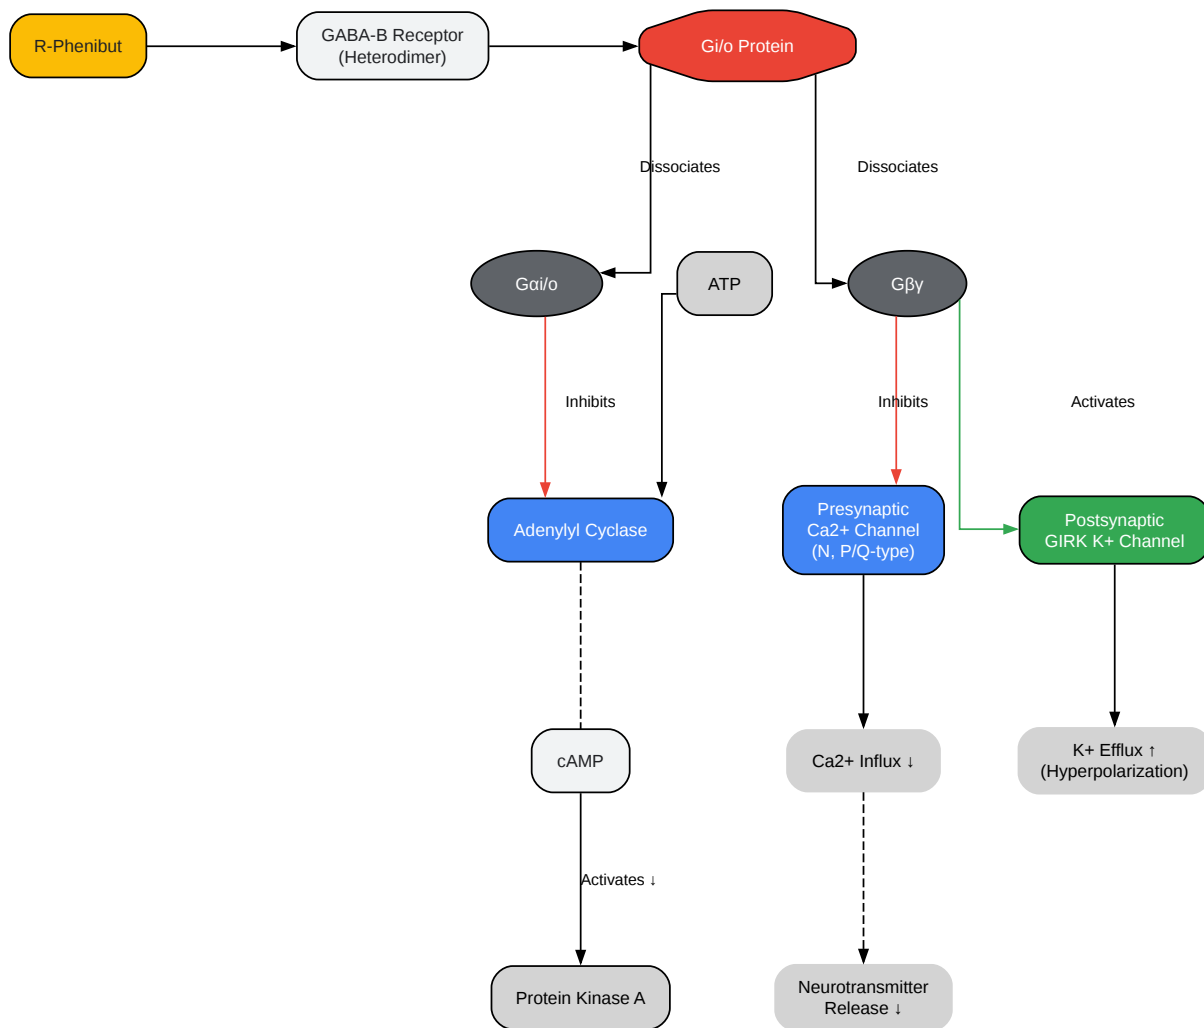 R-Phenibut
GABA-B Receptor
(Heterodimer)
Gi/o Protein
Dissociates
Dissociates
Gαi/o
ATP
Gβγ
Inhibits
Inhibits
Activates
Adenylyl Cyclase
Presynaptic
Ca2+ Channel
(N, P/Q-type)
Postsynaptic
GIRK K+ Channel
cAMP
Ca2+ Influx ↓
K+ Efflux ↑
(Hyperpolarization)
Activates ↓
Protein Kinase A
Neurotransmitter
Release ↓